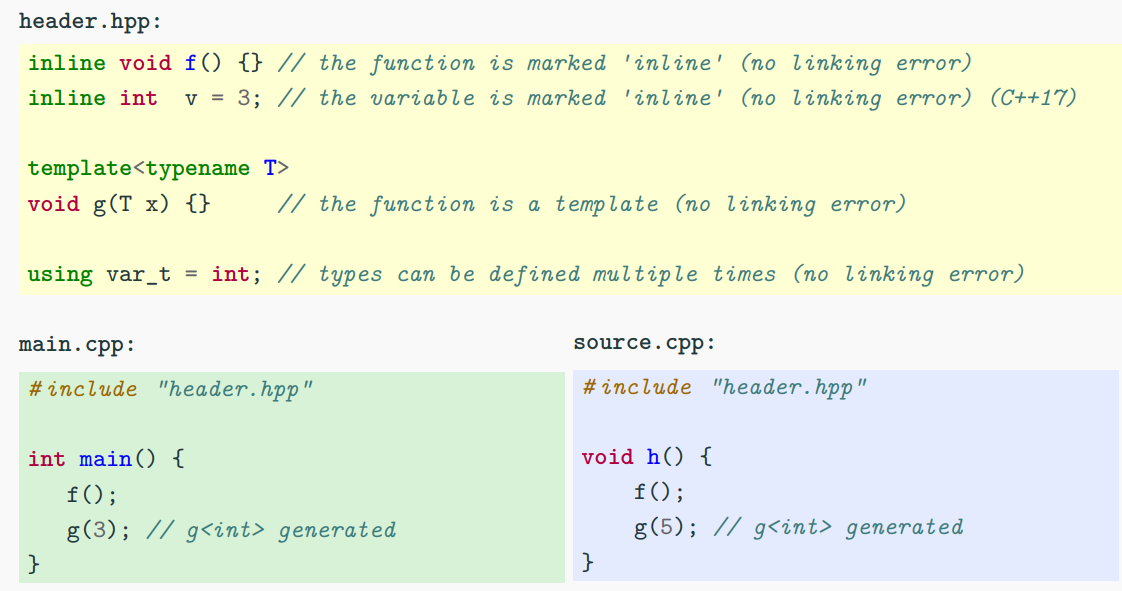 header.hpp:
inline void f() {} // the function is marked 'inline' (no linking error)
inline int  v = 3; // the variable is marked 'inline' (no linking error) (C++17)
template<typename T>
void g(T x) {}     // the function is a template (no linking error)
using var_t = int; // types can be defined multiple times (no linking error)
main.cpp:
#include "header.hpp"
int main() {
   f();
   g(3); // g<int> generated
}
source.cpp:
#include "header.hpp"
void h() {
    f();
    g(5); // g<int> generated
}